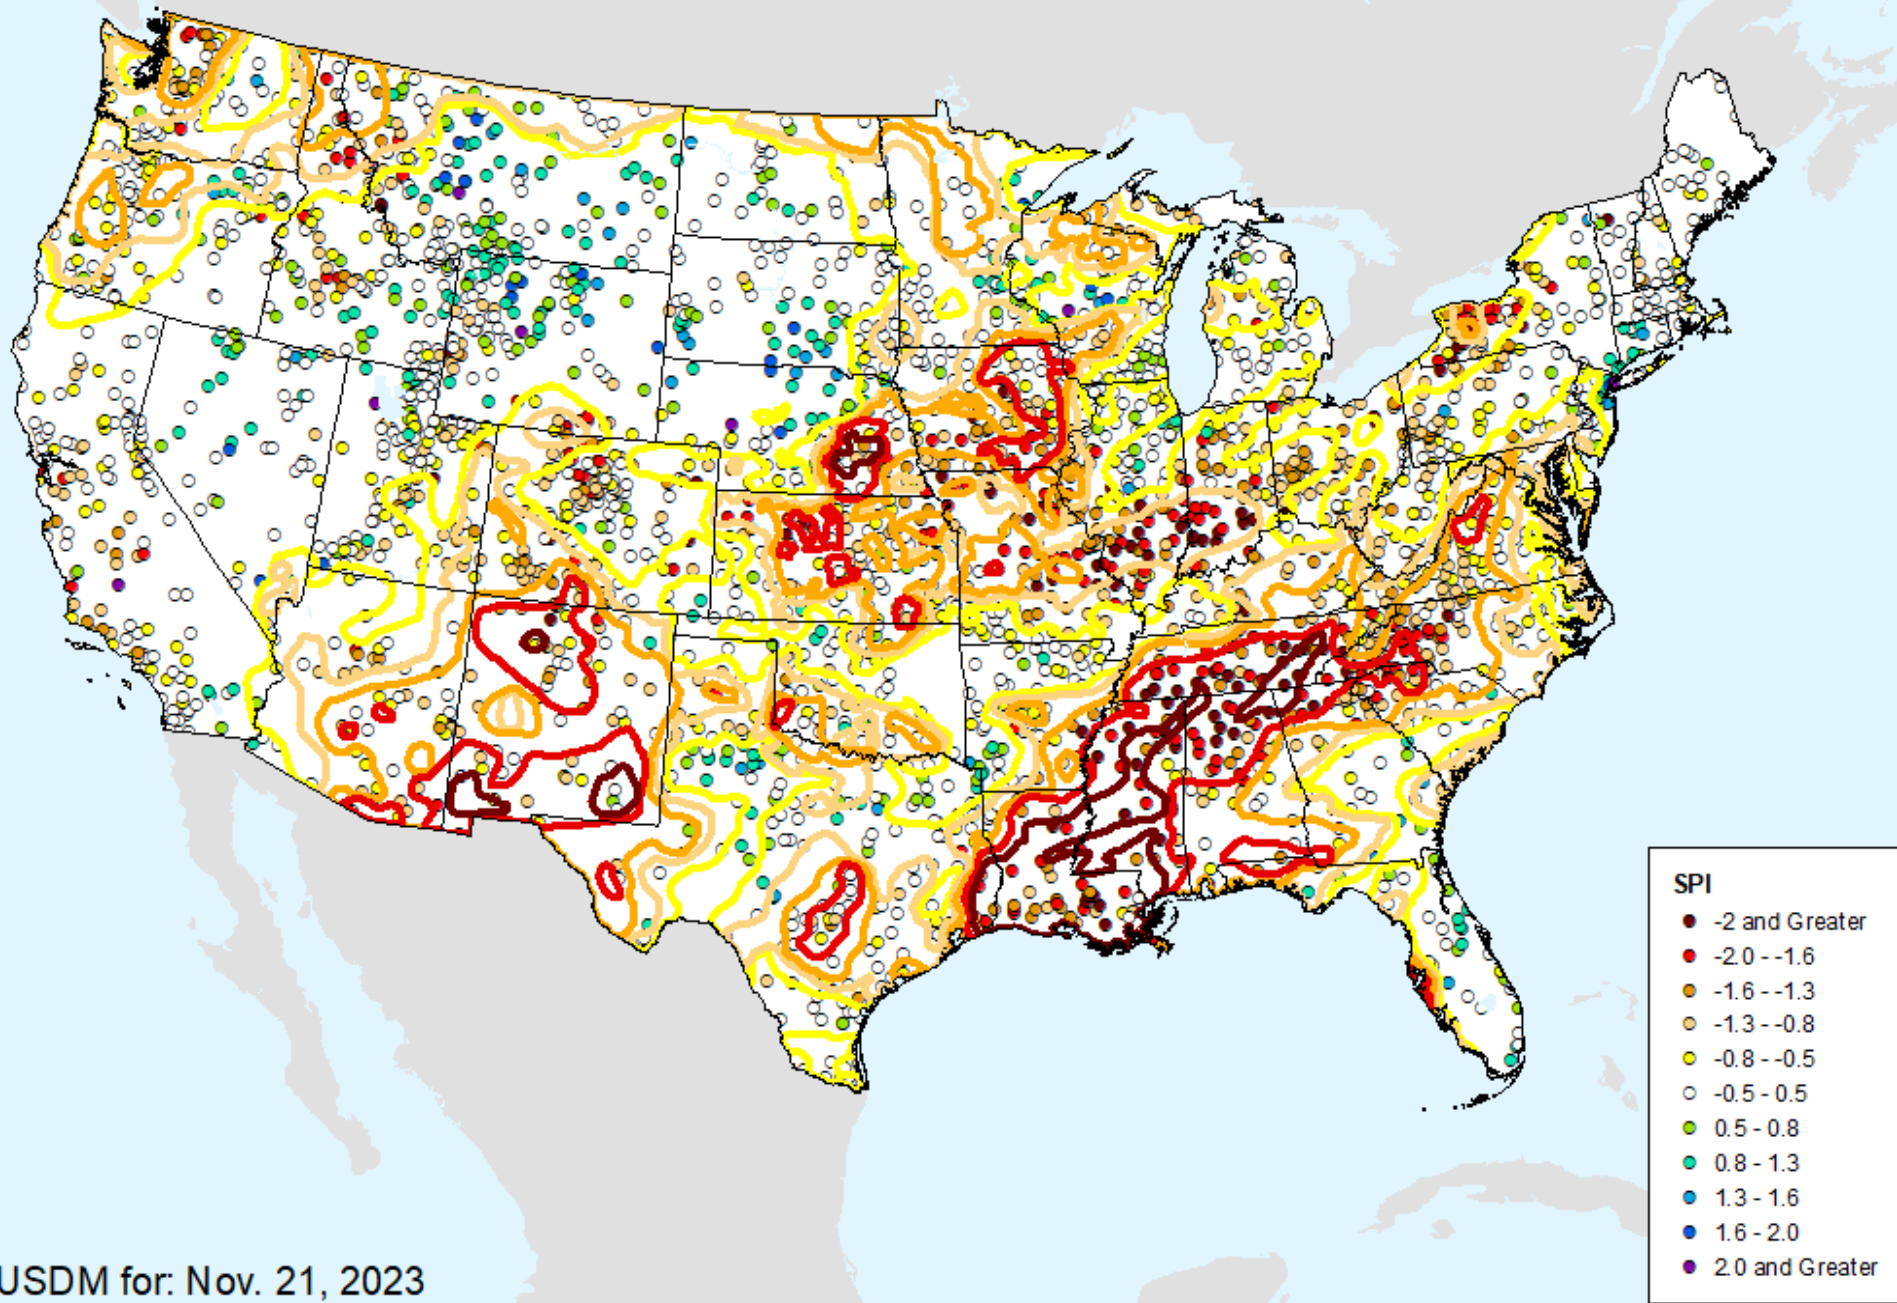 SPI
-2 and Greater
-2.0 - -1.6
-1.6 - -1.3
-1.3 - -0.8
-0.8 - -0.5
-0.5 - 0.5
0.5 - 0.8
0.8 - 1.3
1.3 - 1.6
1.6 - 2.0
2.0 and Greater
USDM for: Nov. 21, 2023